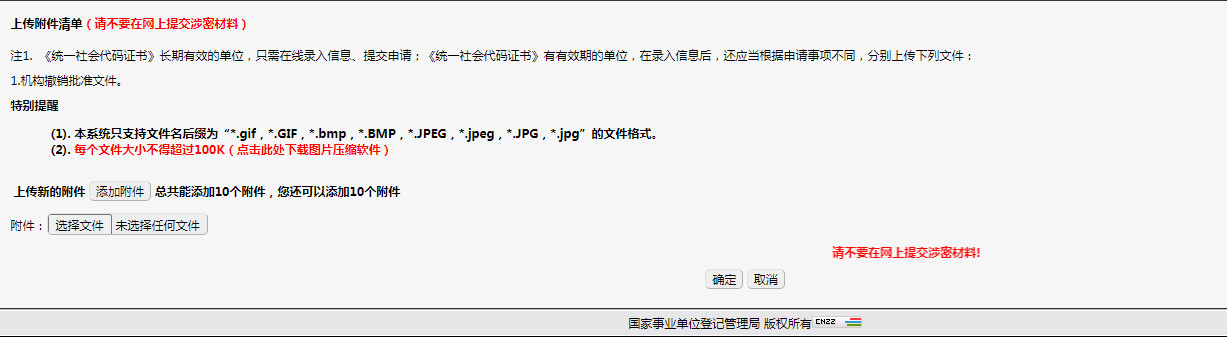 上传附件清单（请不要在网上提交涉密材料）
注1. 《统一社会代码证书》长期有效的单位，只需在线录入信息、提交申请；《统一社会代码证书》有有效期的单位，在录入信息后，还应当根据申请事项不同，分别上传下列文件：
1.机构撤销批准文件。
特别提醒
(1). 本系统只支持文件名后缀为“*.gif，*.GIF，*.bmp，*.BMP，*.JPEG，*.jpeg，*.JPG，*.jpg”的文件格式。
(2). 每个文件大小不得超过100K（点击此处下载图片压缩软件）
上传新的附件 添加附件 总共能添加10个附件，您还可以添加10个附件
附件：选择文件 未选择任何文件
请不要在网上提交涉密材料!
确定 取消
国家事业单位登记管理局 版权所有 CNZZ